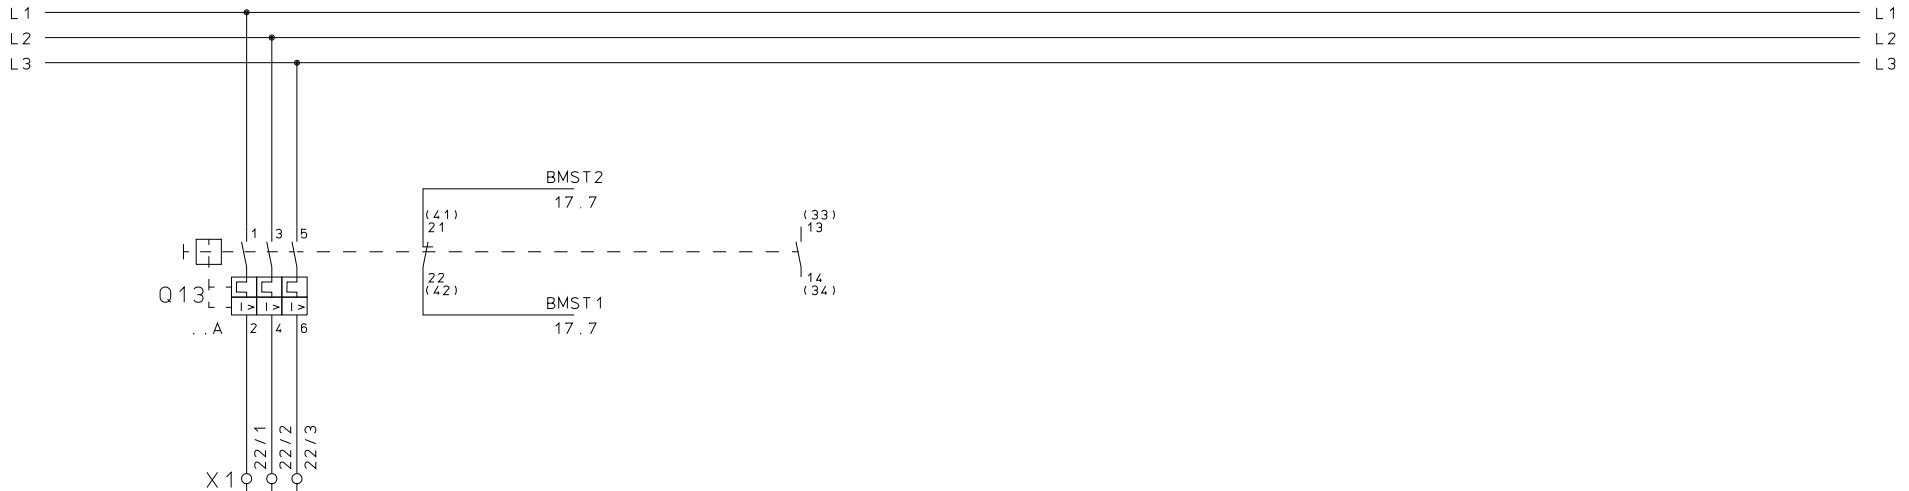 L1 L1
L2 L2
L3 L3
BMST2
17.7
(41) (33)
21 13
1 3 5
22 14
(42) (34)
Q13
I> I> I>
BMST1
..A 2 4 6 17.7
22/1 22/2 22/3
X1